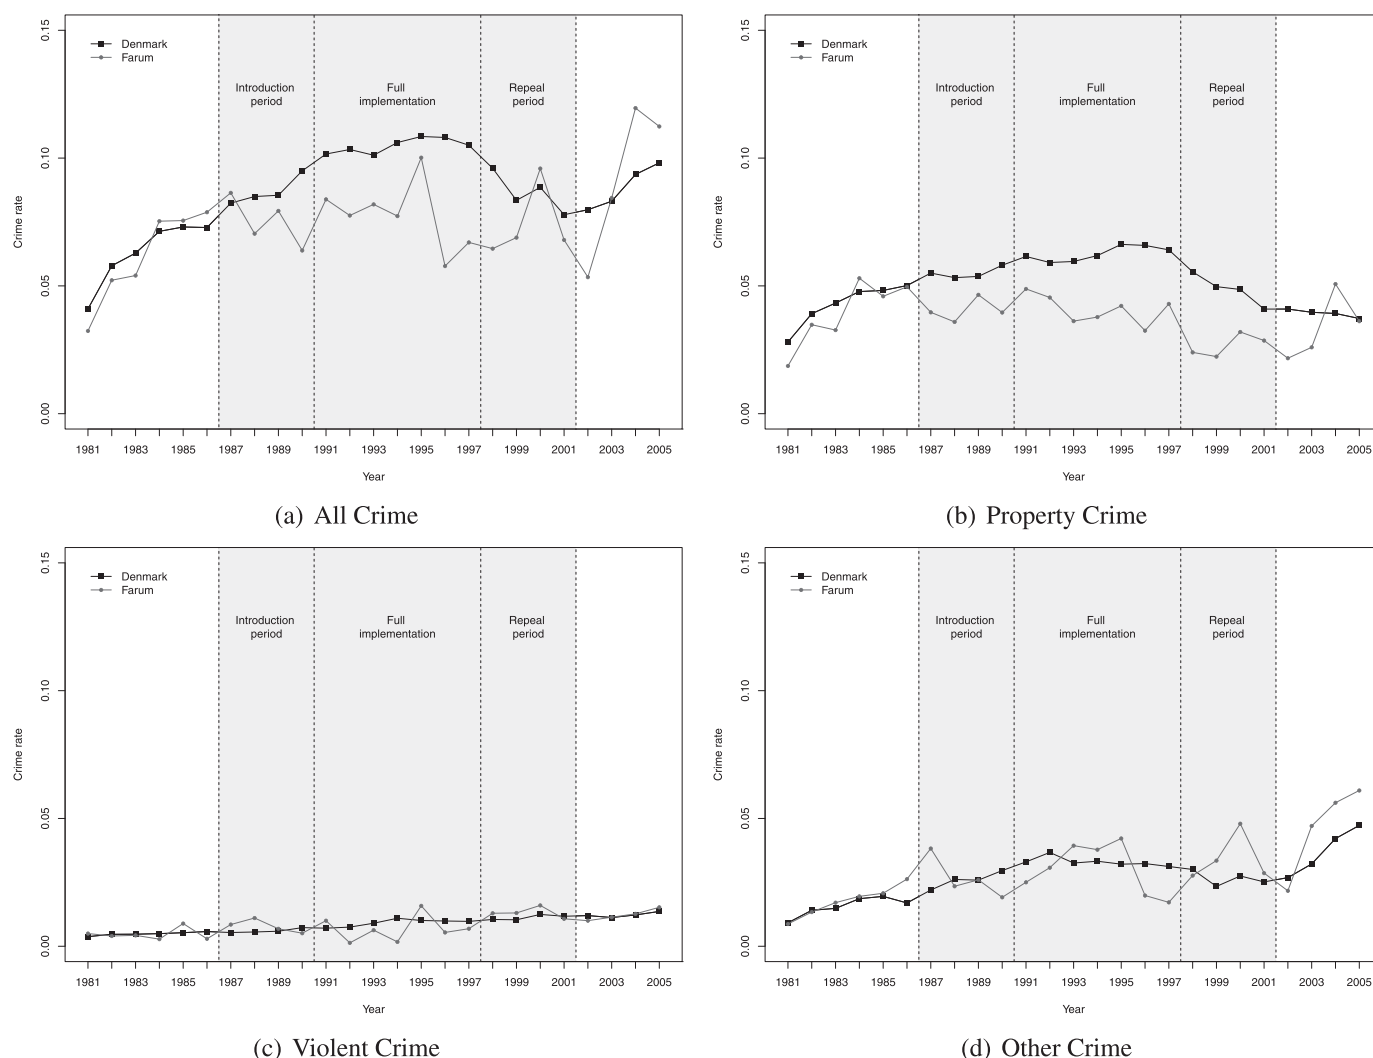 Denmark
Farum
Introduction
period
Full
implementation
Repeal
period
Crime rate
0.15
0.10
0.05
0.00
1981 1983 1985 1987 1989 1991 1993 1995 1997 1999 2001 2003 2005
Year
(a) All Crime
Denmark
Farum
Introduction
period
Full
implementation
Repeal
period
Crime rate
0.15
0.10
0.05
0.00
1981 1983 1985 1987 1989 1991 1993 1995 1997 1999 2001 2003 2005
Year
(b) Property Crime
Denmark
Farum
Introduction
period
Full
implementation
Repeal
period
Crime rate
0.15
0.10
0.05
0.00
1981 1983 1985 1987 1989 1991 1993 1995 1997 1999 2001 2003 2005
Year
(c) Violent Crime
Denmark
Farum
Introduction
period
Full
implementation
Repeal
period
Crime rate
0.15
0.10
0.05
0.00
1981 1983 1985 1987 1989 1991 1993 1995 1997 1999 2001 2003 2005
Year
(d) Other Crime